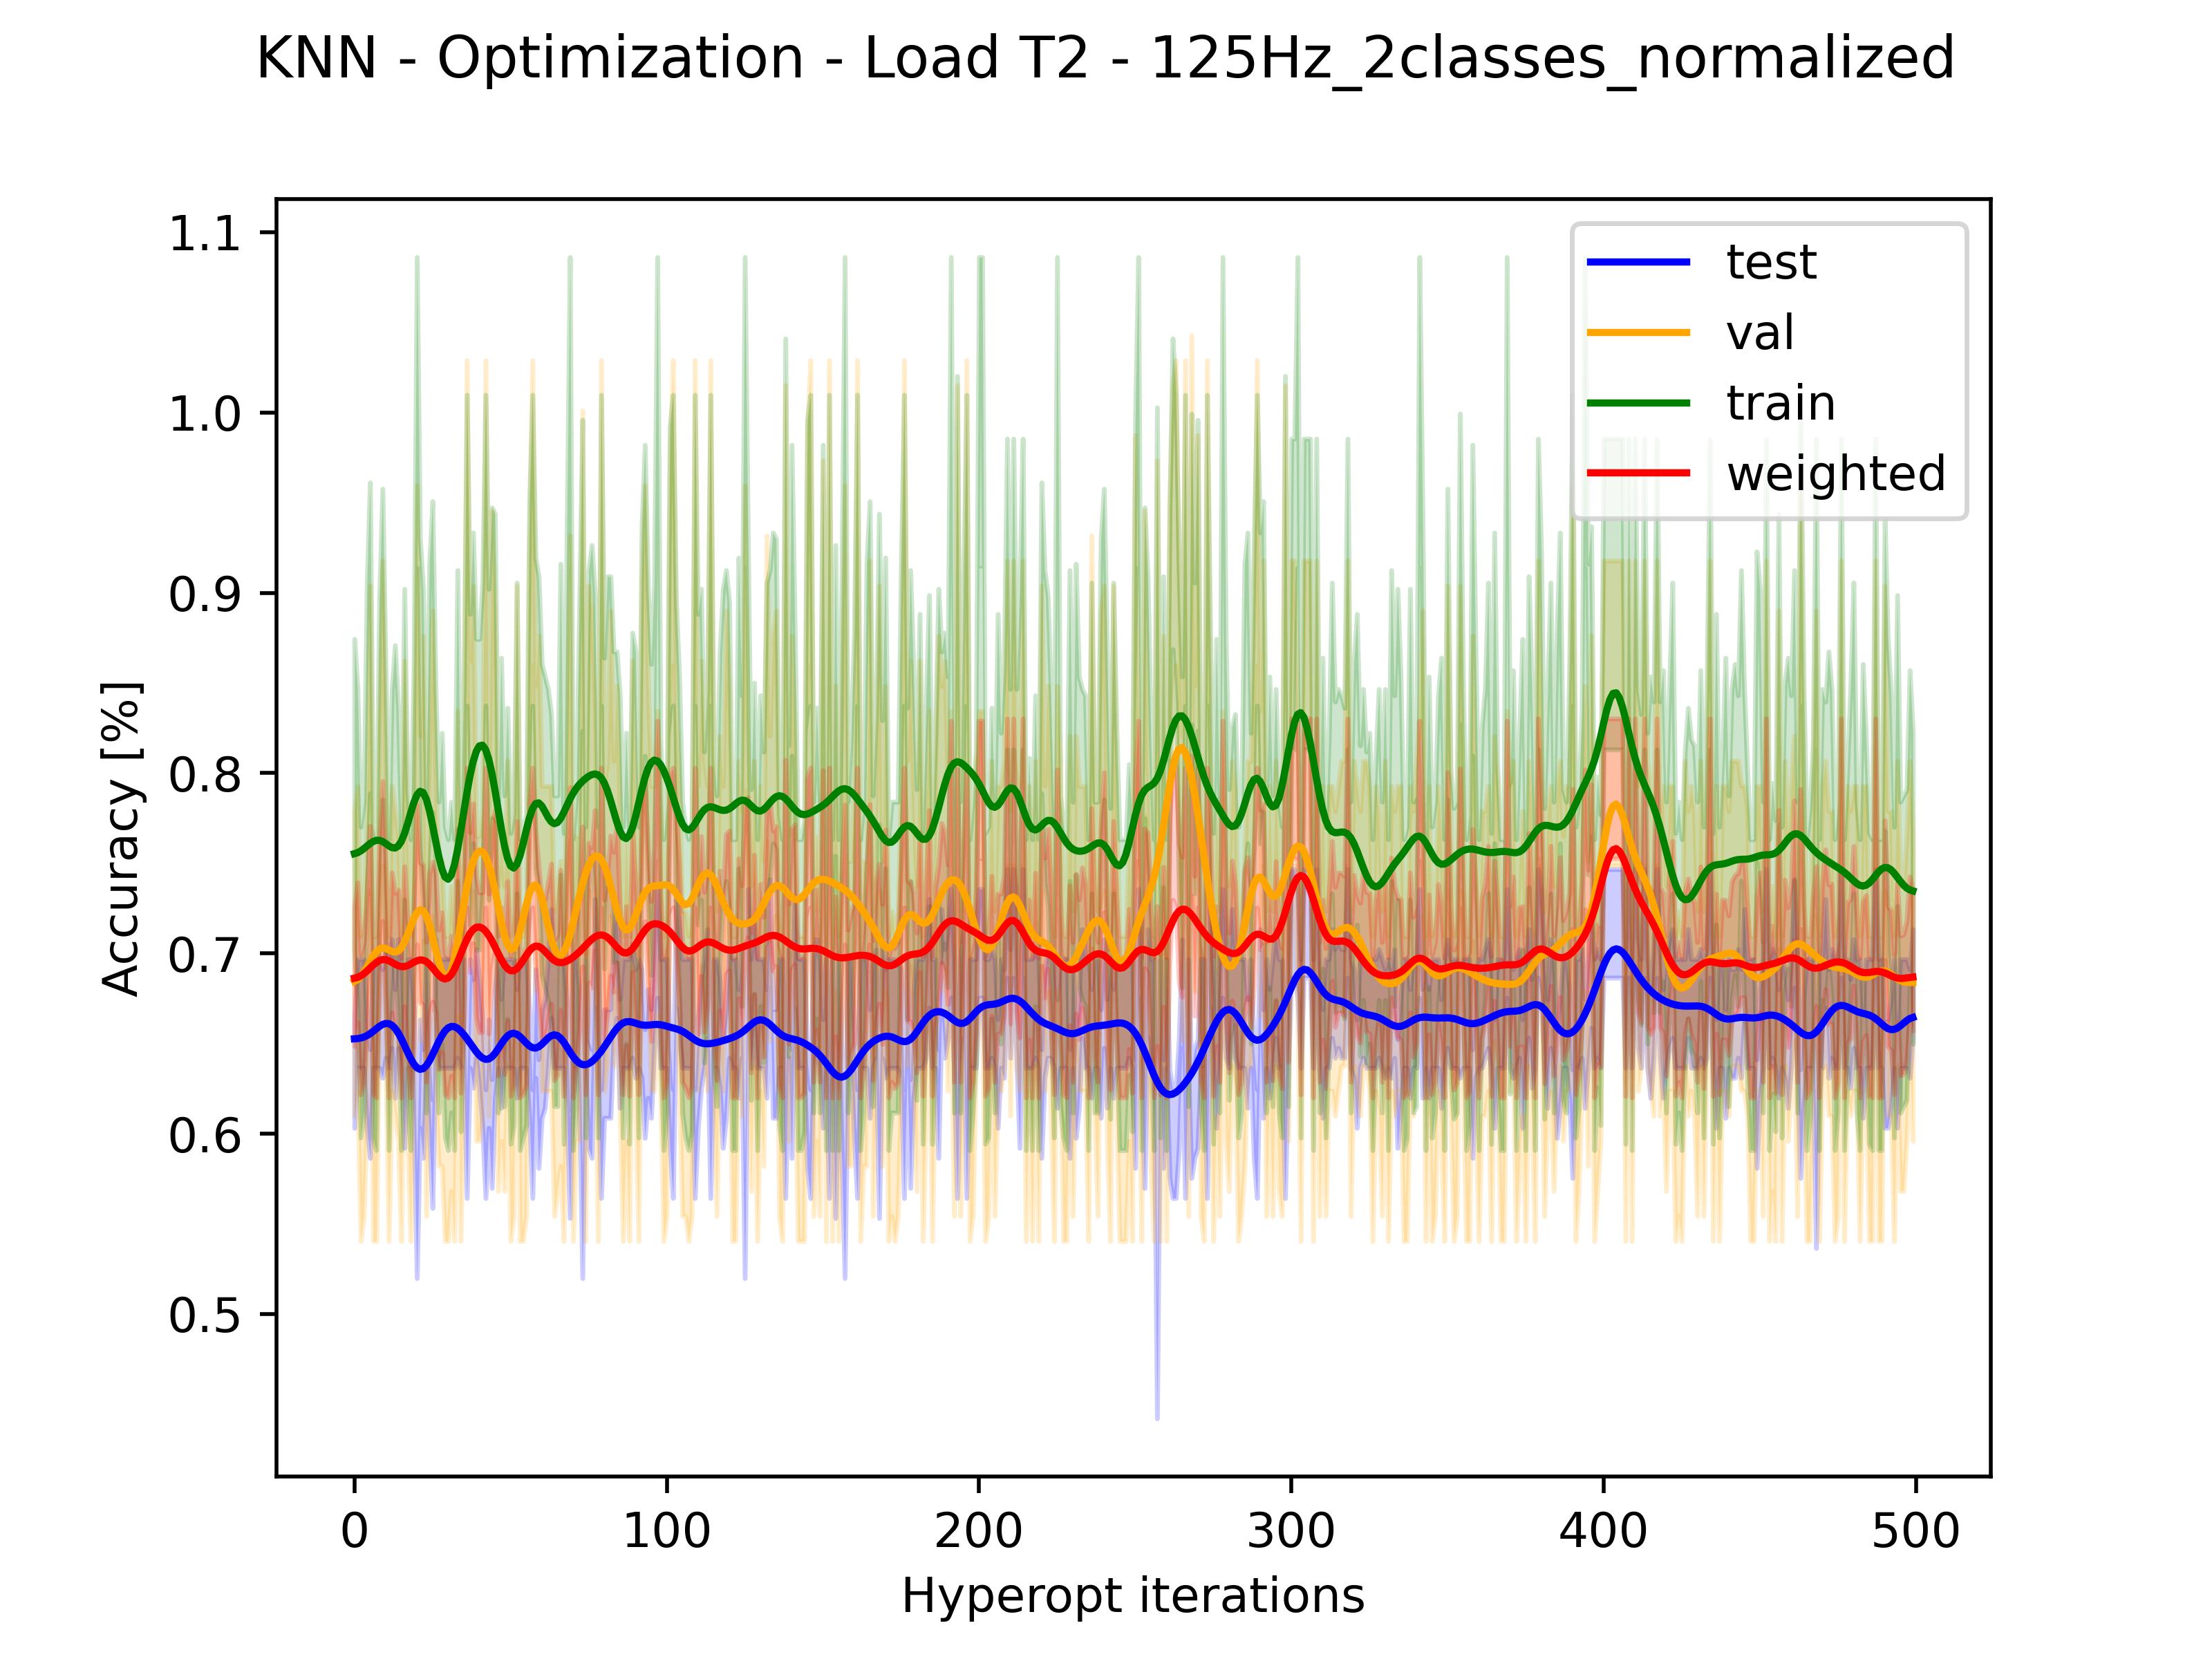 KNN - Optimization - Load T2 - 125Hz_2classes_normalized
1.1
1.0
0.9
0.8
0.7
0.6
0.5
Accuracy [%]
test
val
train
weighted
0 100 200 300 400 500
Hyperopt iterations